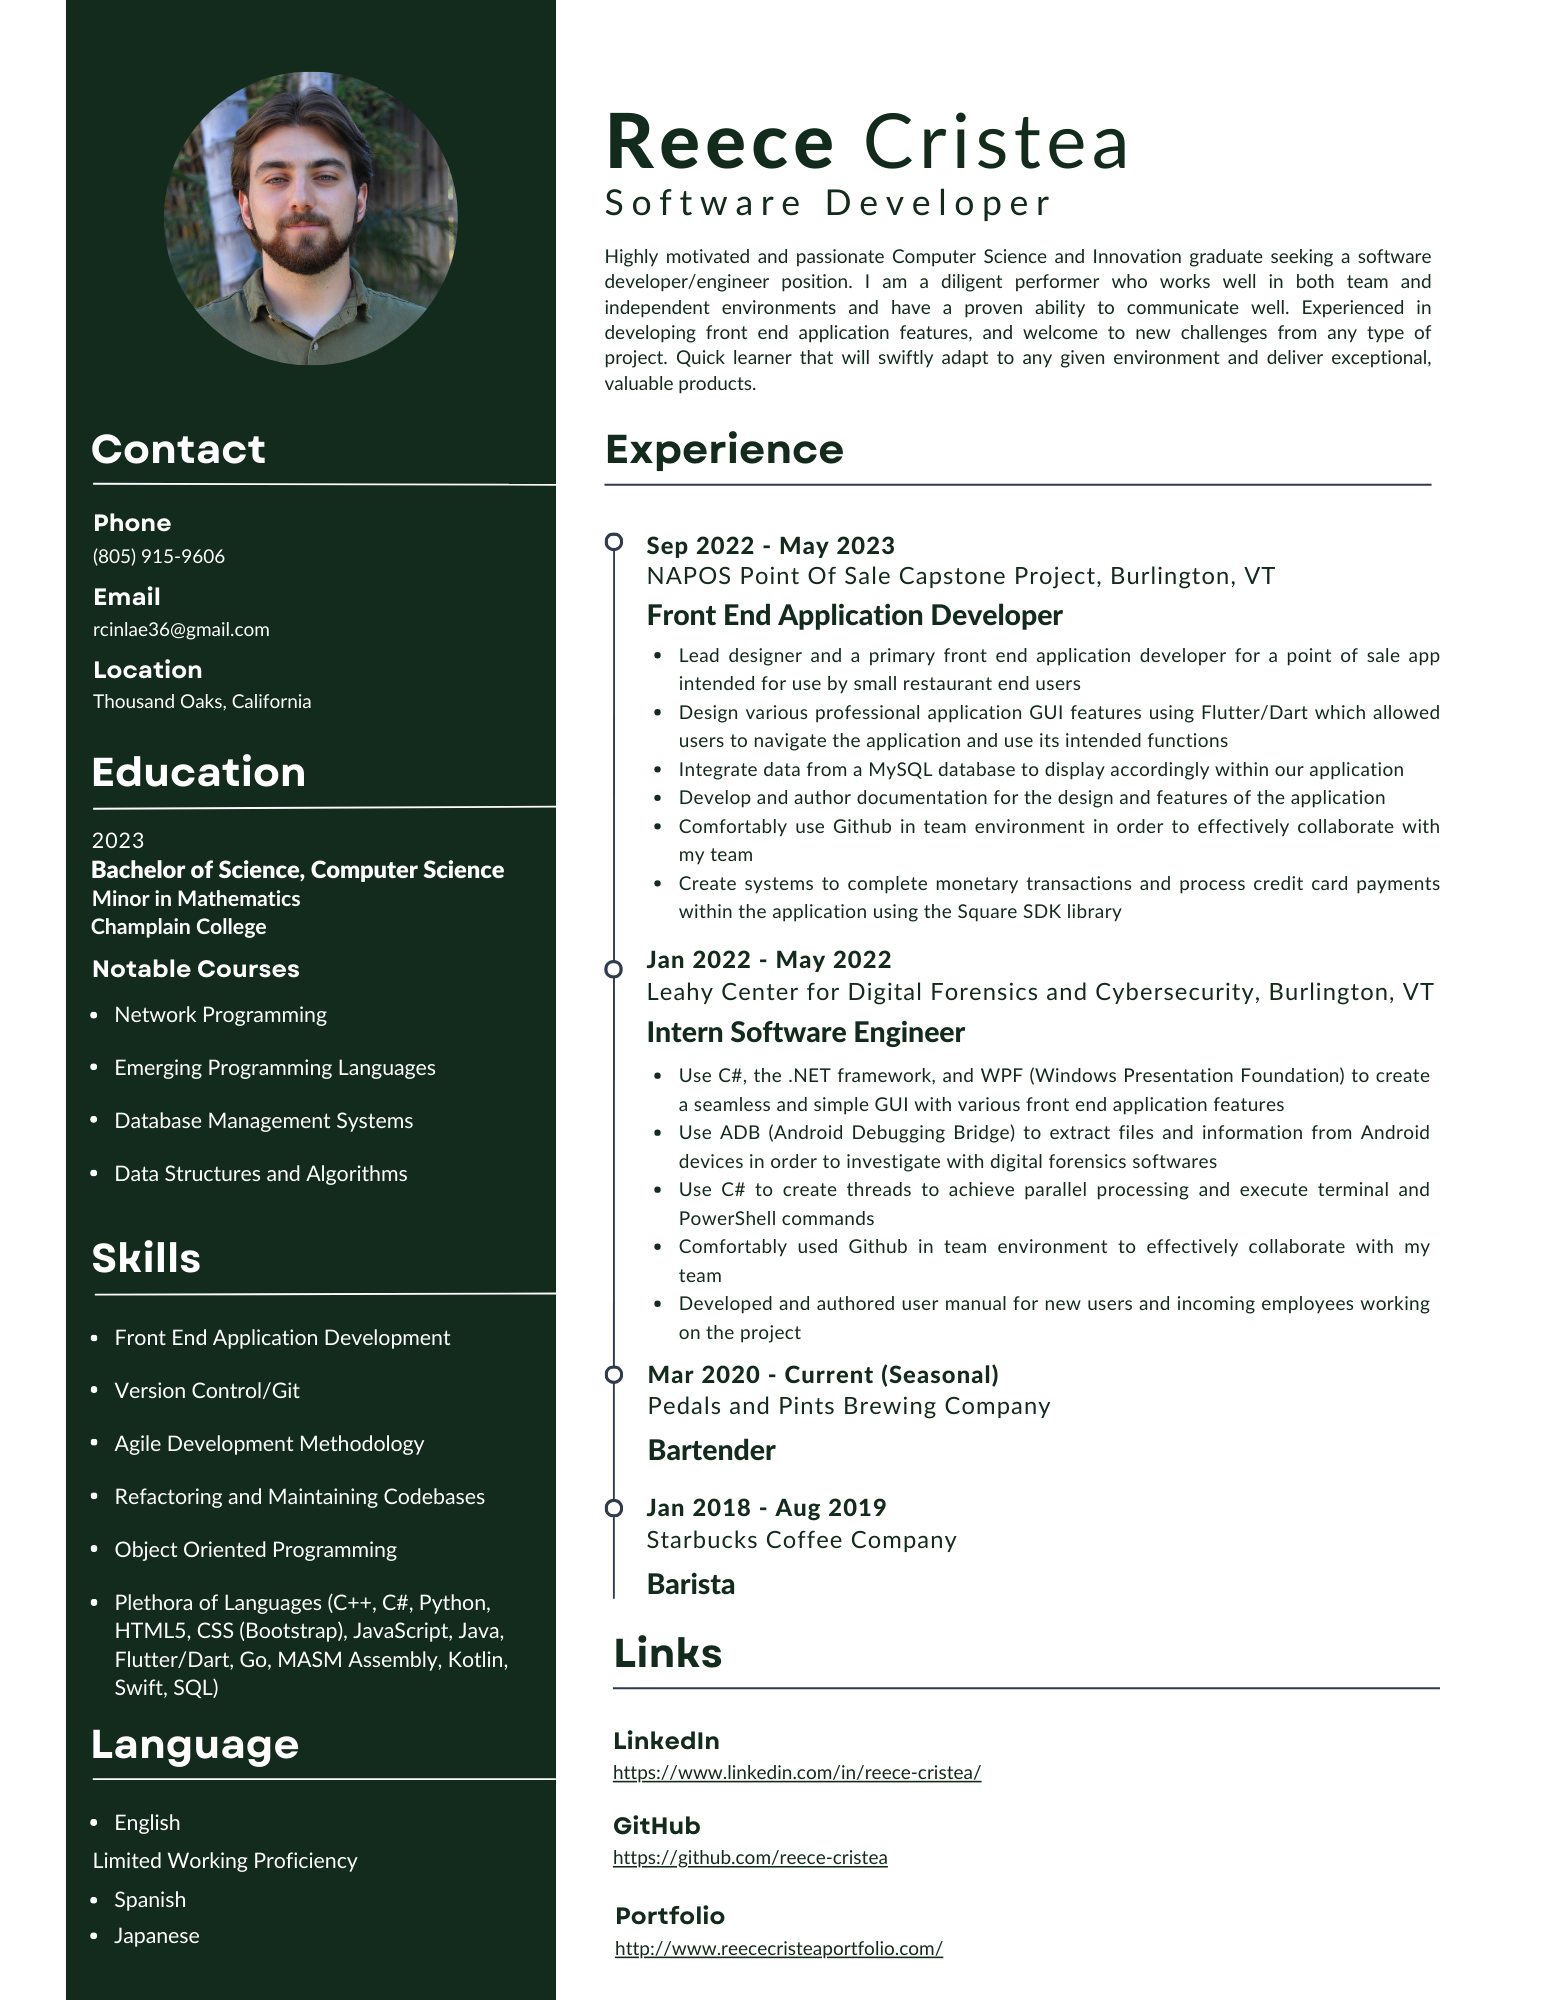 Contact
Phone
(805) 915-9606
Email
rcinlae36@gmail.com
Location
Thousand Oaks, California
Education
2023
Bachelor of Science, Computer Science
Minor in Mathematics
Champlain College
Notable Courses
• Network Programming
• Emerging Programming Languages
• Database Management Systems
• Data Structures and Algorithms
Skills
• Front End Application Development
• Version Control/Git
• Agile Development Methodology
• Refactoring and Maintaining Codebases
• Object Oriented Programming
• Plethora of Languages (C++, C#, Python,
HTML5, CSS (Bootstrap), JavaScript, Java,
Flutter/Dart, Go, MASM Assembly, Kotlin,
Swift, SQL)
Language
• English
Limited Working Proficiency
• Spanish
• Japanese
Reece Cristea
Software Developer
Highly motivated and passionate Computer Science and Innovation graduate seeking a software
developer/engineer position. I am a diligent performer who works well in both team and
independent environments and have a proven ability to communicate well. Experienced in
developing front end application features, and welcome to new challenges from any type of
project. Quick learner that will swiftly adapt to any given environment and deliver exceptional,
valuable products.
Experience
Sep 2022 - May 2023
NAPOS Point Of Sale Capstone Project, Burlington, VT
Front End Application Developer
• Lead designer and a primary front end application developer for a point of sale app
intended for use by small restaurant end users
• Design various professional application GUI features using Flutter/Dart which allowed
users to navigate the application and use its intended functions
• Integrate data from a MySQL database to display accordingly within our application
• Develop and author documentation for the design and features of the application
• Comfortably use Github in team environment in order to effectively collaborate with
my team
• Create systems to complete monetary transactions and process credit card payments
within the application using the Square SDK library
Jan 2022 - May 2022
Leahy Center for Digital Forensics and Cybersecurity, Burlington, VT
Intern Software Engineer
• Use C#, the .NET framework, and WPF (Windows Presentation Foundation) to create
a seamless and simple GUI with various front end application features
• Use ADB (Android Debugging Bridge) to extract files and information from Android
devices in order to investigate with digital forensics softwares
• Use C# to create threads to achieve parallel processing and execute terminal and
PowerShell commands
• Comfortably used Github in team environment to effectively collaborate with my
team
• Developed and authored user manual for new users and incoming employees working
on the project
Mar 2020 - Current (Seasonal)
Pedals and Pints Brewing Company
Bartender
Jan 2018 - Aug 2019
Starbucks Coffee Company
Barista
Links
LinkedIn
https://www.linkedin.com/in/reece-cristea/
GitHub
https://github.com/reece-cristea
Portfolio
http://www.reececristeaportfolio.com/